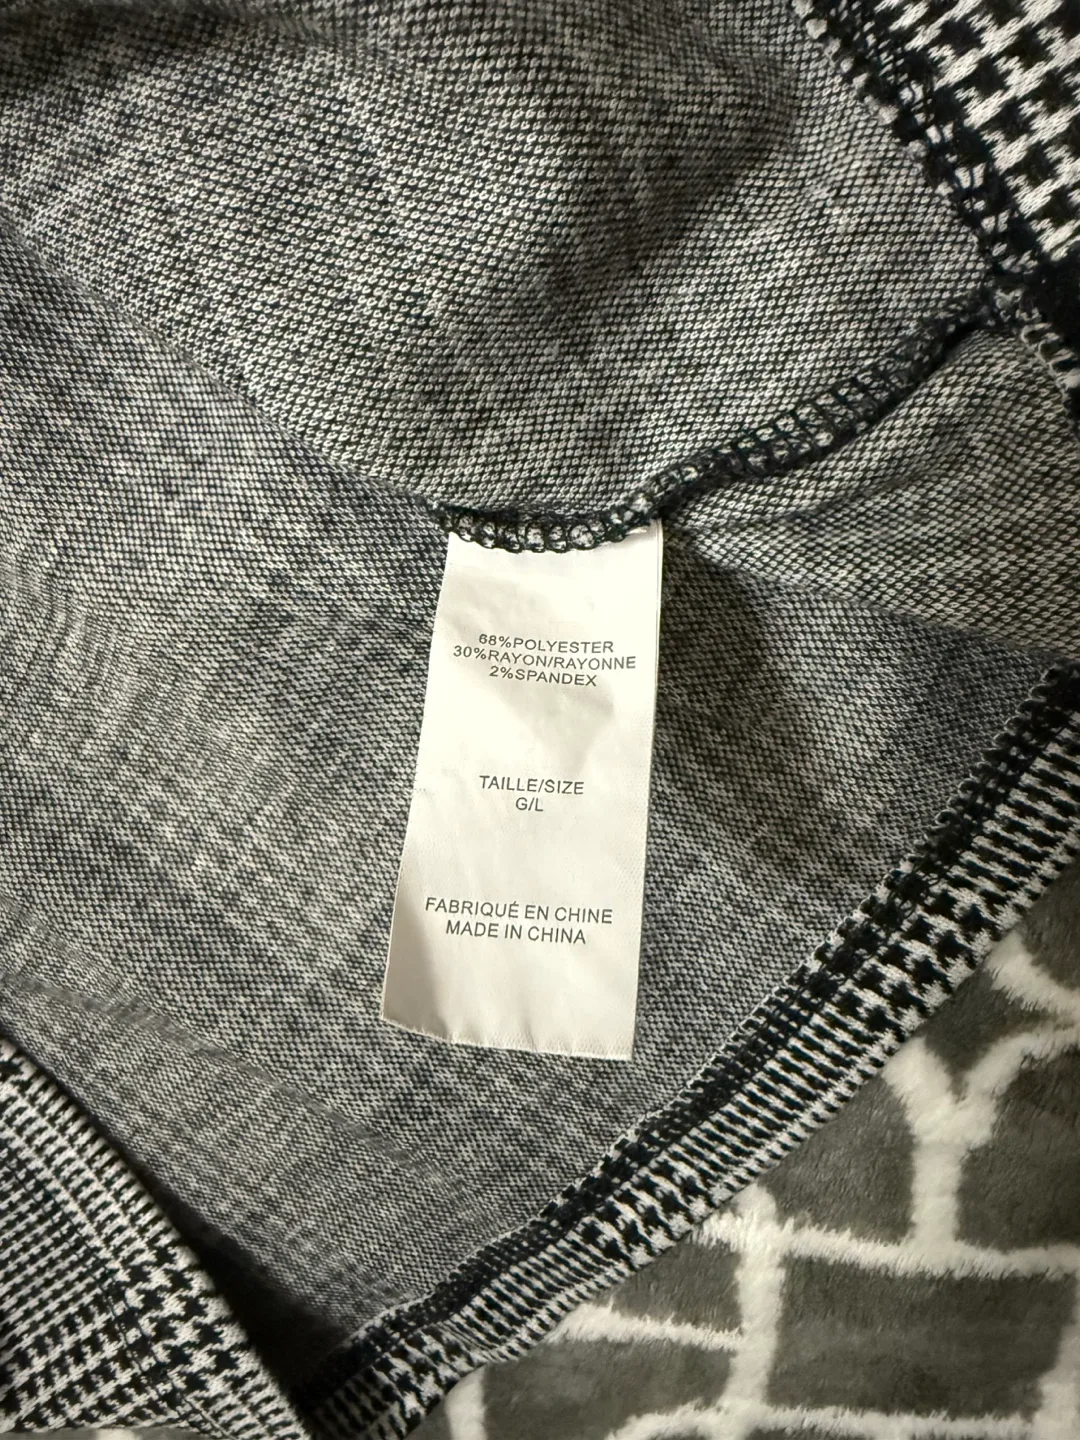 68%POLYESTER
30%RAYON/RAYONNE
2%SPANDEX
TAILLE/SIZE
G/L
FABRIQUÉ EN CHINE
MADE IN CHINA